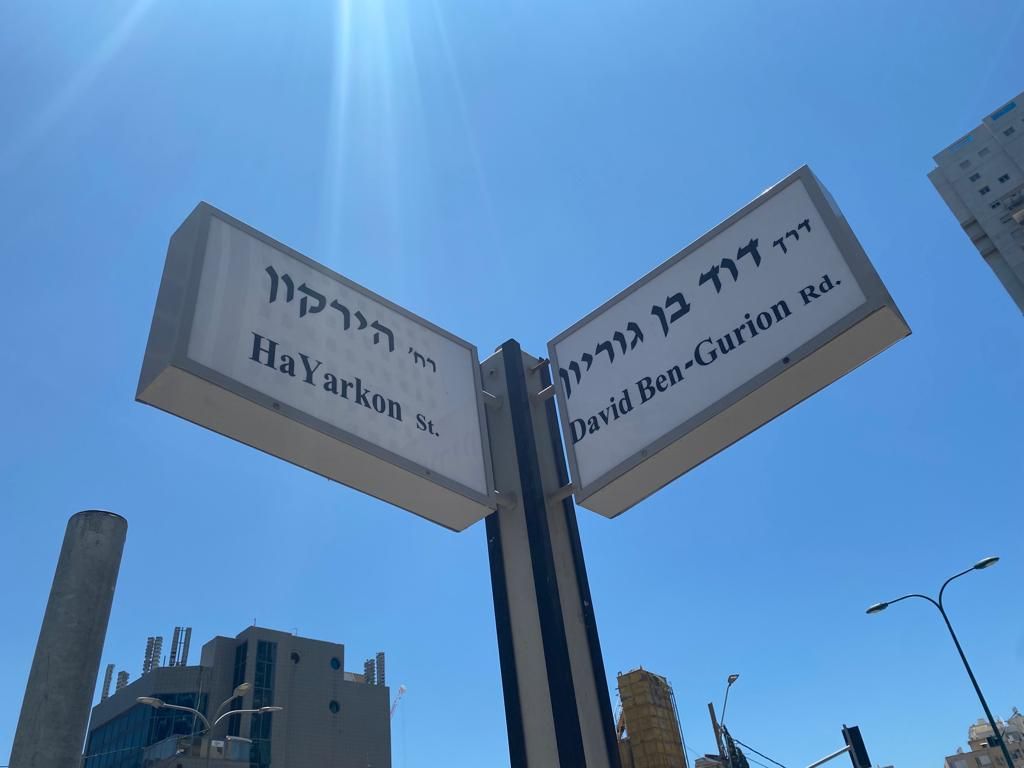 רח' הירקון
HaYarkon St.
דרך דוד בן גוריון
David Ben-Gurion Rd.